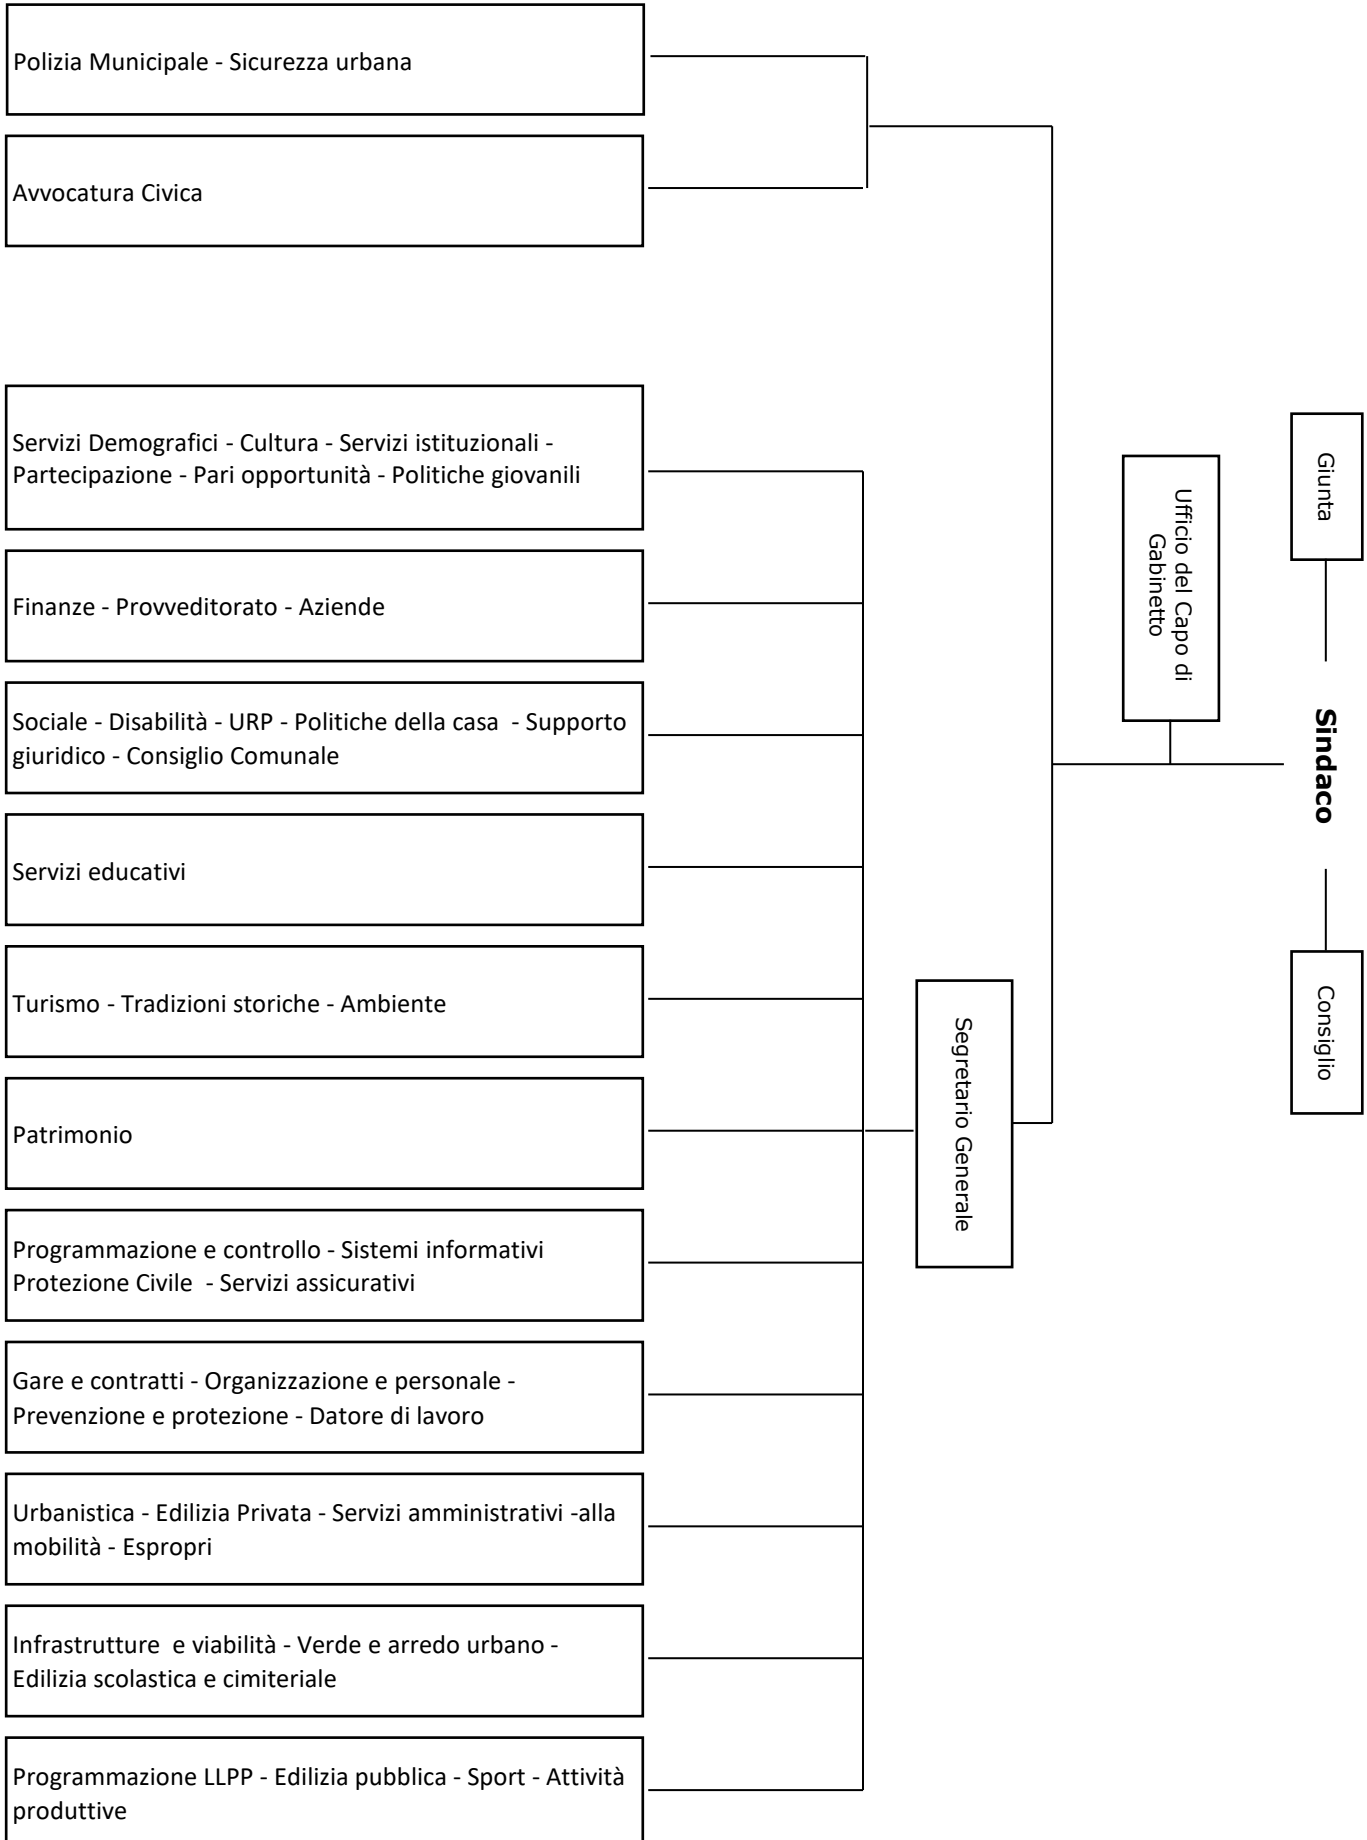 Polizia Municipale - Sicurezza urbana
Avvocatura Civica
Servizi Demografici - Cultura - Servizi istituzionali -
Partecipazione - Pari opportunità - Politiche giovanili
Finanze - Provveditorato - Aziende
Sociale - Disabilità - URP - Politiche della casa  - Supporto
giuridico - Consiglio Comunale
Servizi educativi
Turismo - Tradizioni storiche - Ambiente
Patrimonio
Programmazione e controllo - Sistemi informativi
Protezione Civile  - Servizi assicurativi
Gare e contratti - Organizzazione e personale -
Prevenzione e protezione - Datore di lavoro
Urbanistica - Edilizia Privata - Servizi amministrativi -alla
mobilità - Espropri
Infrastrutture  e viabilità - Verde e arredo urbano -
Edilizia scolastica e cimiteriale
Programmazione LLPP - Edilizia pubblica - Sport - Attività
produttive
Segretario Generale
Ufficio del Capo di
Gabinetto
Giunta
Sindaco
Consiglio